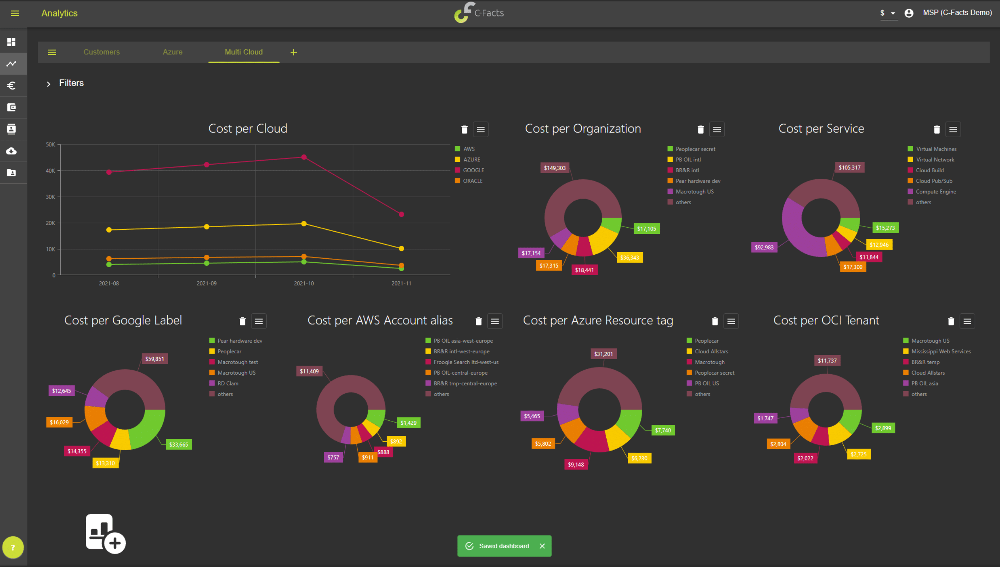 Analytics
C-Facts
$
MSP (C-Facts Demo)
Customers
Azure
Multi Cloud
+
Filters
Cost per Cloud
50K
40K
30K
20K
10K
0
2021-08
2021-09
2021-10
2021-11
AWS
AZURE
GOOGLE
ORACLE
Cost per Organization
$149,303
$17,105
$36,343
$18,441
$17,315
$17,154
Peoplecar secret
PB OIL intl
BR&R intl
Pear hardware dev
Macrotough US
others
Cost per Service
$105,317
$15,273
$12,946
$11,844
$17,300
$92,983
Virtual Machines
Virtual Network
Cloud Build
Cloud Pub/Sub
Compute Engine
others
Cost per Google Label
$59,851
$12,645
$16,029
$14,355
$13,310
$33,665
Pear hardware dev
Peoplecar
Macrotough test
Macrotough US
RD Clam
others
Cost per AWS Account alias
$11,409
$1,429
$892
$888
$911
$757
PB OIL asia-west-europe
BR&R intl-west-europe
Froogle Search ltd-west-us
PB OIL-central-europe
BR&R tmp-central-europe
others
Cost per Azure Resource tag
$31,201
$5,465
$5,802
$9,148
$6,230
$7,740
Peoplecar
Cloud Allstars
Macrotough
Peoplecar secret
PB OIL US
others
Cost per OCI Tenant
$11,737
$1,747
$2,804
$2,022
$2,725
$2,899
Macrotough US
Mississippi Web Services
BR&R temp
Cloud Allstars
PB OIL asia
others
?
Saved dashboard